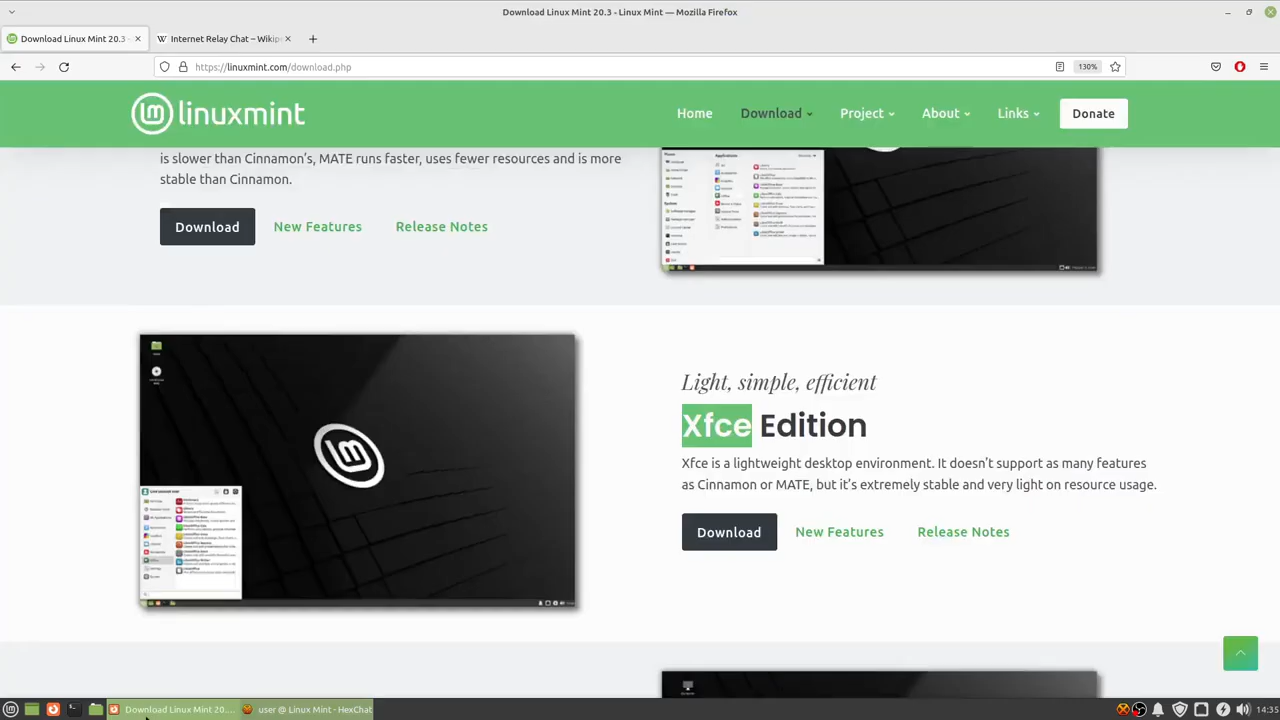 Download Linux Mint 20.3 - Linux Mint — Mozilla Firefox
Download Linux Mint 20.3 -
Internet Relay Chat – Wikip
https://linuxmint.com/download.php
130%
linuxmint
Home
Download
Project
About
Links
Donate
is slower than Cinnamon's, MATE runs faster, uses fewer resources and is more
stable than Cinnamon.
Download
New Features
Release Notes
Light, simple, efficient
Xfce Edition
Xfce is a lightweight desktop environment. It doesn't support as many features
as Cinnamon or MATE, but it's extremely stable and very light on resource usage.
Download
New Features
Release Notes
Download Linux Mint 20....
user @ Linux Mint - HexChat
14:35